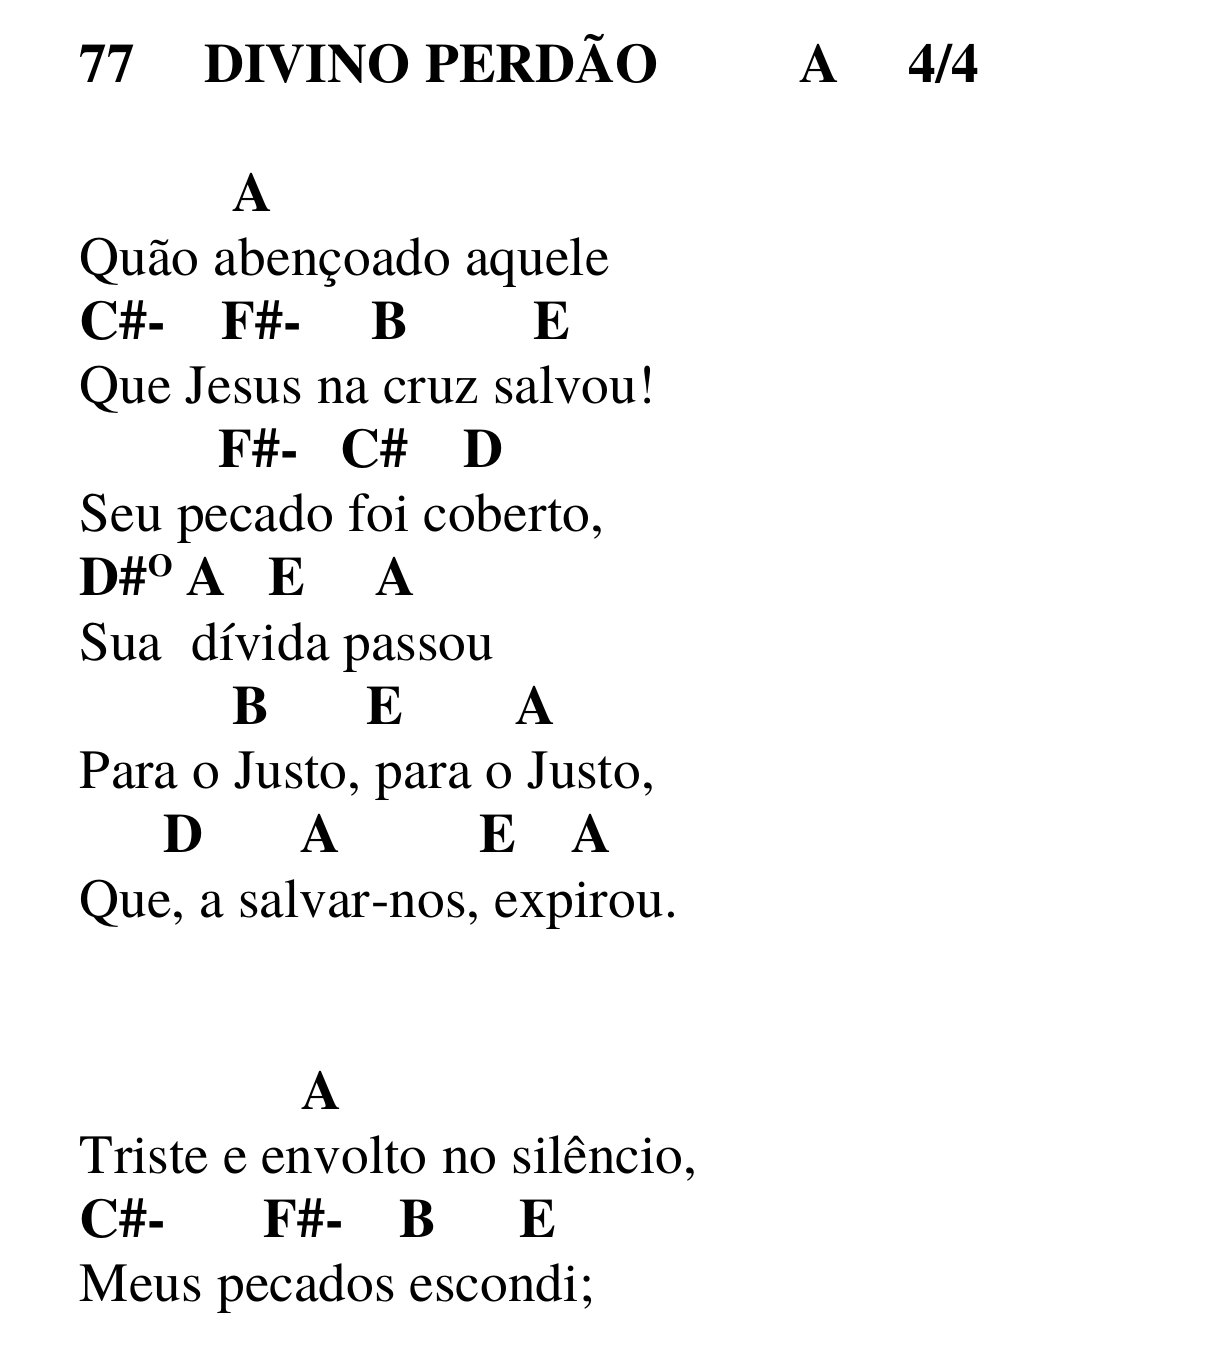 77 DIVINO PERDÃO A 4/4
A
Quão abençoado aquele
C#- F#- B E
Que Jesus na cruz salvou!
F#- C# D
Seu pecado foi coberto,
D#º A E A
Sua dívida passou
B E A
Para o Justo, para o Justo,
D A E A
Que, a salvar-nos, expirou.
A
Triste e envolto no silêncio,
C#- F#- B E
Meus pecados escondi;